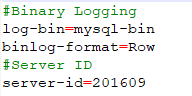 #Binary Logging
log-bin=mysql-bin
binlog-format=Row
#Server ID
server-id=201609